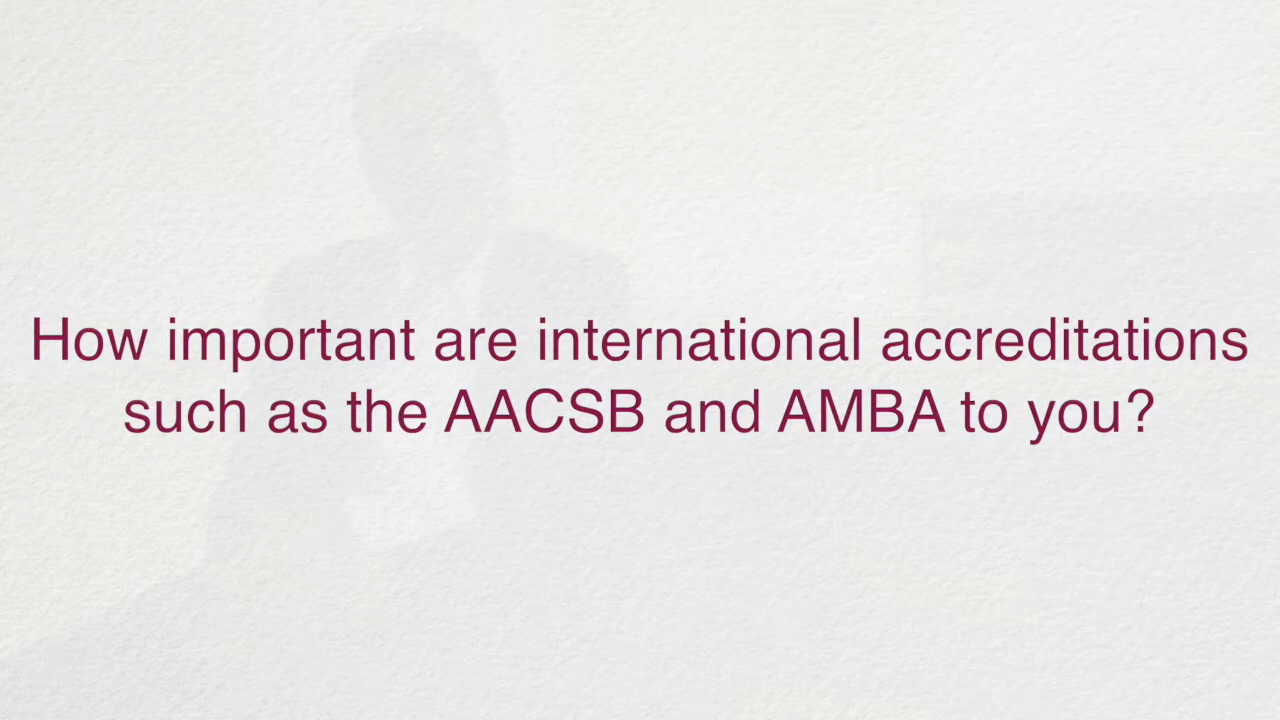 How important are international accreditations
such as the AACSB and AMBA to you?